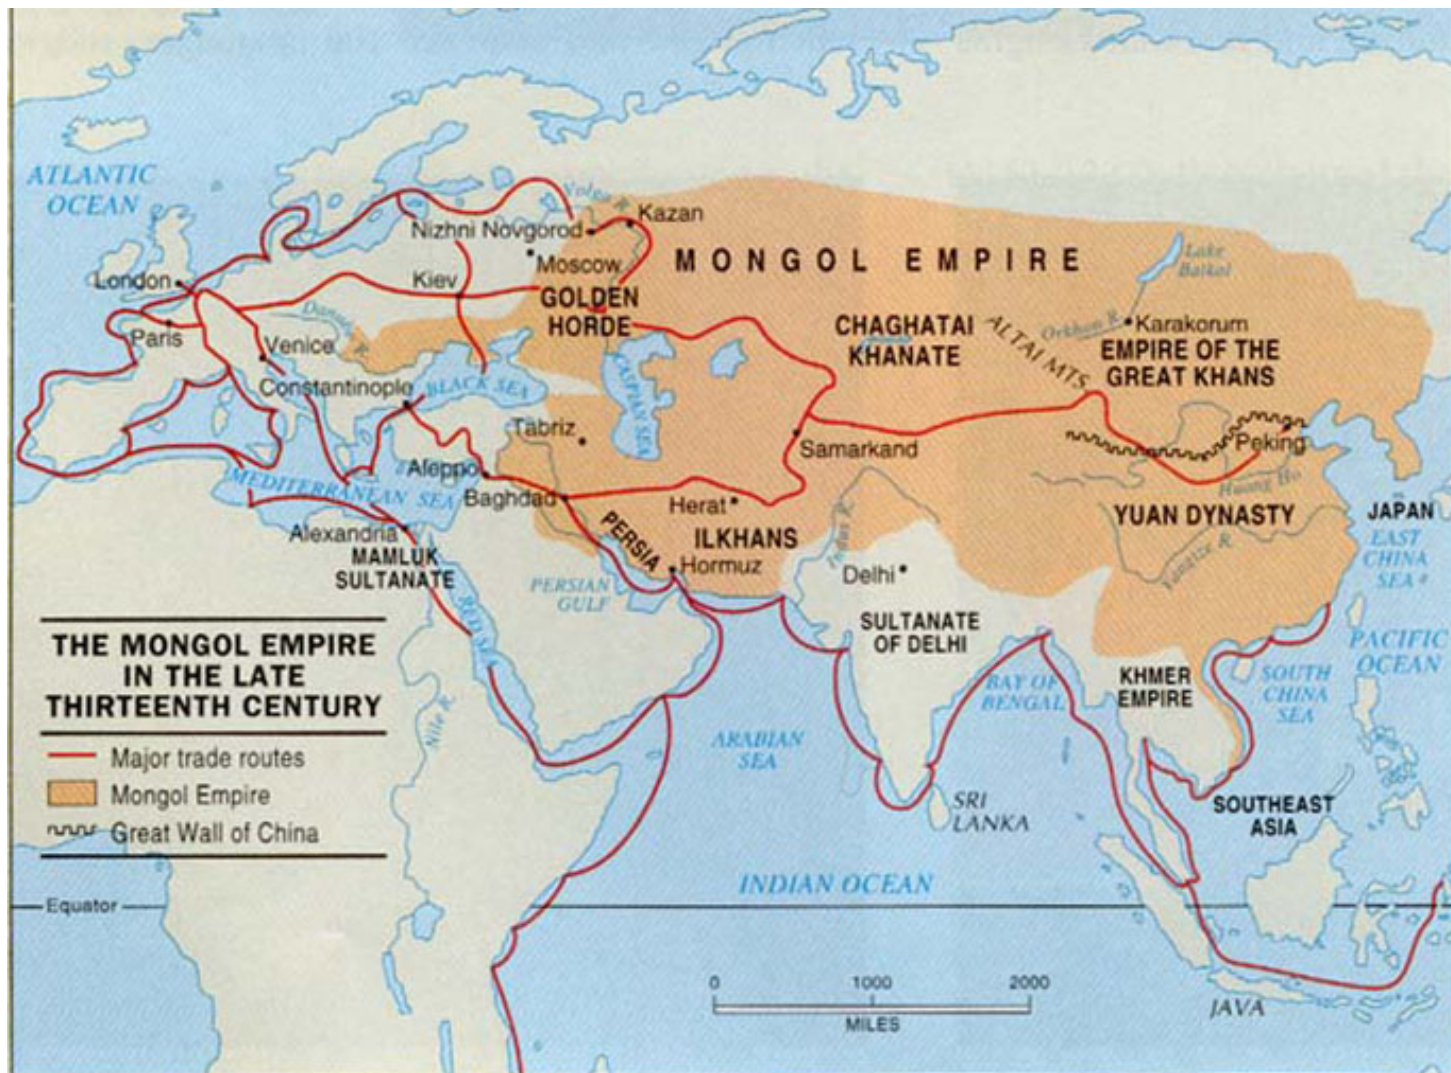 ATLANTIC
OCEAN
Volga R.
Kazan
Nizhni Novgorod
Moscow
MONGOL EMPIRE
Lake
Baikal
London
Kiev
GOLDEN
HORDE
Danube R.
Paris
Venice
CHAGHATAI
KHANATE
ALTAI MTS.
Orkhon R.
Karakorum
EMPIRE OF THE
GREAT KHANS
Constantinople
BLACK SEA
CASPIAN SEA
Tabriz
Samarkand
Peking
Aleppo
MEDITERRANEAN SEA
Baghdad
Herat
Huang Ho
Alexandria
MAMLUK
SULTANATE
PERSIA
ILKHANS
Hormuz
Indus R.
YUAN DYNASTY
Yangtze R.
JAPAN
EAST
CHINA
SEA
PERSIAN
GULF
Delhi
SULTANATE
OF DELHI
RED SEA
Nile R.
PACIFIC
OCEAN
BAY OF
BENGAL
KHMER
EMPIRE
SOUTH
CHINA
SEA
ARABIAN
SEA
SRI
LANKA
SOUTHEAST
ASIA
INDIAN OCEAN
Equator
JAVA
THE MONGOL EMPIRE
IN THE LATE
THIRTEENTH CENTURY
Major trade routes
Mongol Empire
Great Wall of China
0 1000 2000
MILES